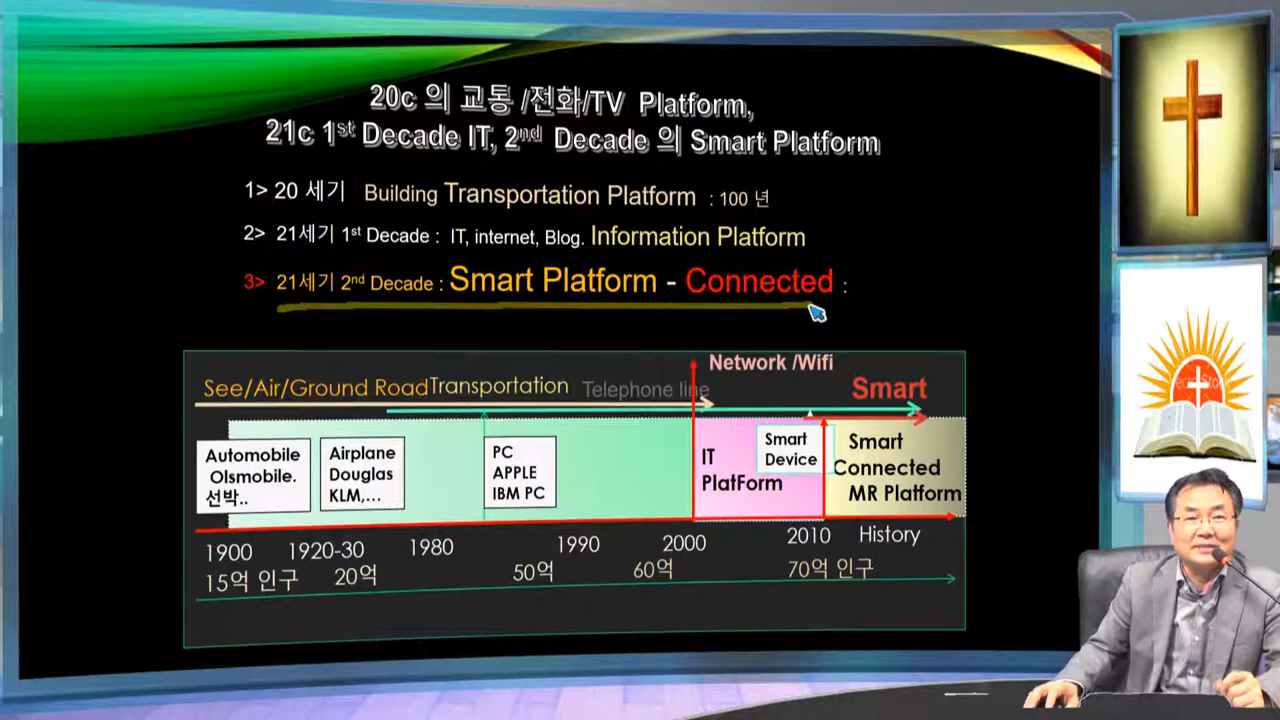 20c 의 교통 /전화/TV Platform,
21c 1st Decade IT, 2nd Decade 의 Smart Platform
1> 20 세기 Building Transportation Platform : 100 년
2> 21세기 1st Decade : IT, internet, Blog. Information Platform
3> 21세기 2nd Decade : Smart Platform - Connected :
Network /Wifi
See/Air/Ground Road Transportation Telephone line
Smart
Automobile
Olsmobile.
선박..
Airplane
Douglas
KLM,...
PC
APPLE
IBM PC
IT
PlatForm
Smart
Device
Smart
Connected
MR Platform
1900 1920-30 1980 1990 2000 2010 History
15억 인구 20억 50억 60억 70억 인구